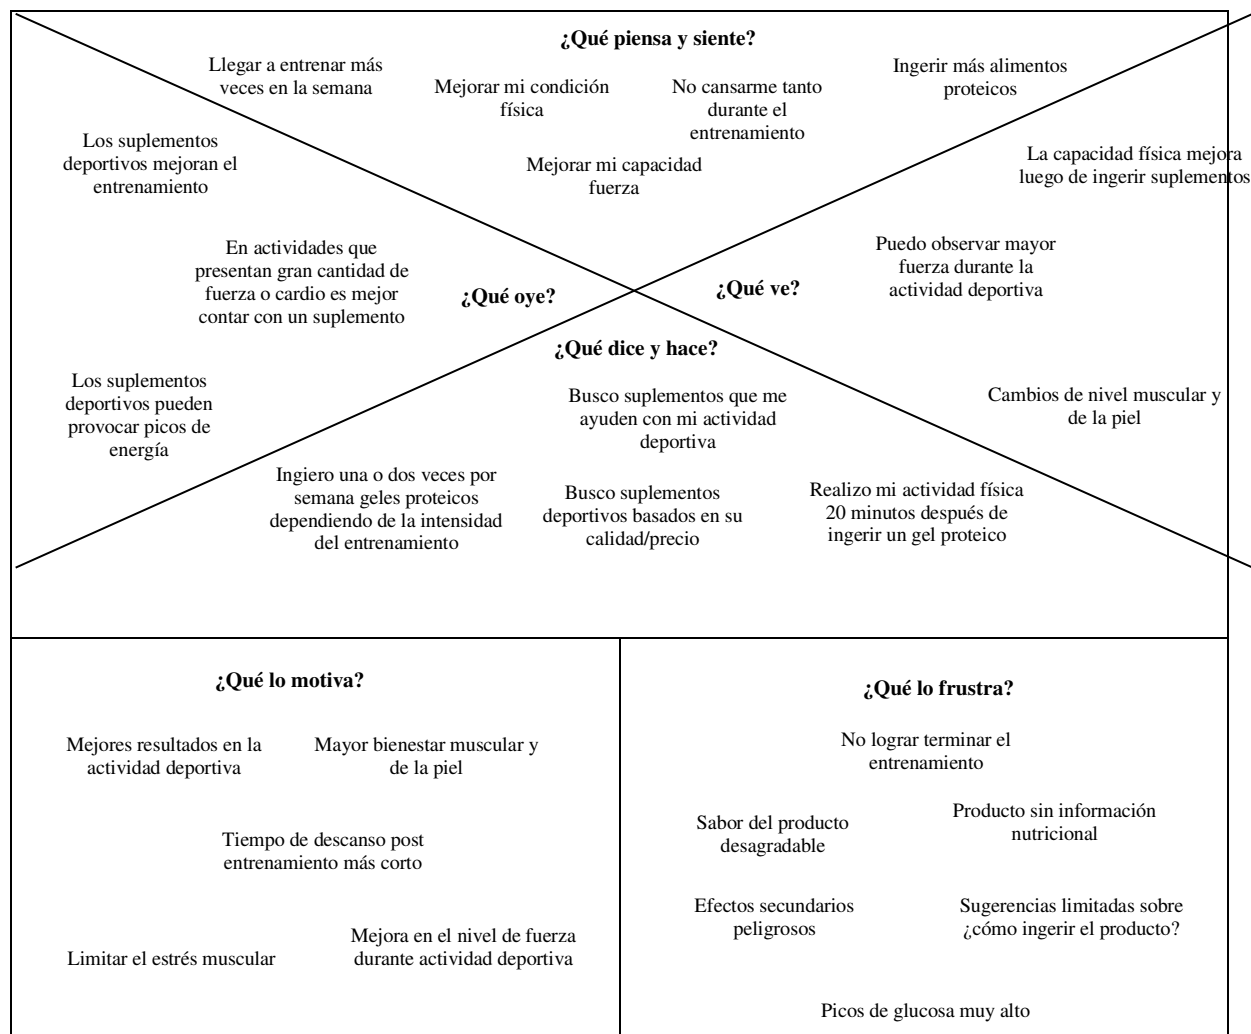 ¿Qué piensa y siente?
Llegar a entrenar más
veces en la semana
Mejorar mi condición
física
No cansarme tanto
durante el
entrenamiento
Ingerir más alimentos
proteicos
Mejorar mi capacidad
fuerza
Los suplementos
deportivos mejoran el
entrenamiento
En actividades que
presentan gran cantidad de
fuerza o cardio es mejor
contar con un suplemento
¿Qué oye?
Los suplementos
deportivos pueden
provocar picos de
energía
La capacidad física mejora
luego de ingerir suplementos
Puedo observar mayor
fuerza durante la
actividad deportiva
¿Qué ve?
Cambios de nivel muscular y
de la piel
¿Qué dice y hace?
Busco suplementos que me
ayuden con mi actividad
deportiva
Ingiero una o dos veces por
semana geles proteicos
dependiendo de la intensidad
del entrenamiento
Busco suplementos
deportivos basados en su
calidad/precio
Realizo mi actividad física
20 minutos después de
ingerir un gel proteico
¿Qué lo motiva?
Mejores resultados en la
actividad deportiva
Mayor bienestar muscular y
de la piel
Tiempo de descanso post
entrenamiento más corto
Limitar el estrés muscular
Mejora en el nivel de fuerza
durante actividad deportiva
¿Qué lo frustra?
No lograr terminar el
entrenamiento
Sabor del producto
desagradable
Producto sin información
nutricional
Efectos secundarios
peligrosos
Sugerencias limitadas sobre
¿cómo ingerir el producto?
Picos de glucosa muy alto